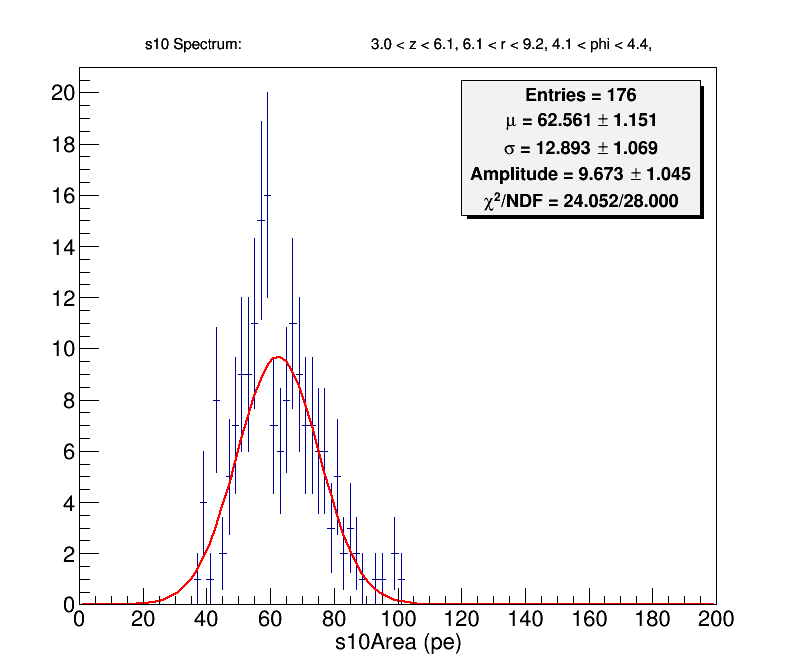 s10 Spectrum: 3.0 < z < 6.1, 6.1 < r < 9.2, 4.1 < phi < 4.4,
Entries = 176
μ = 62.561 ± 1.151
σ = 12.893 ± 1.069
Amplitude = 9.673 ± 1.045
χ²/NDF = 24.052/28.000
20
18
16
14
12
10
8
6
4
2
0
0 20 40 60 80 100 120 140 160 180 200
s10Area (pe)